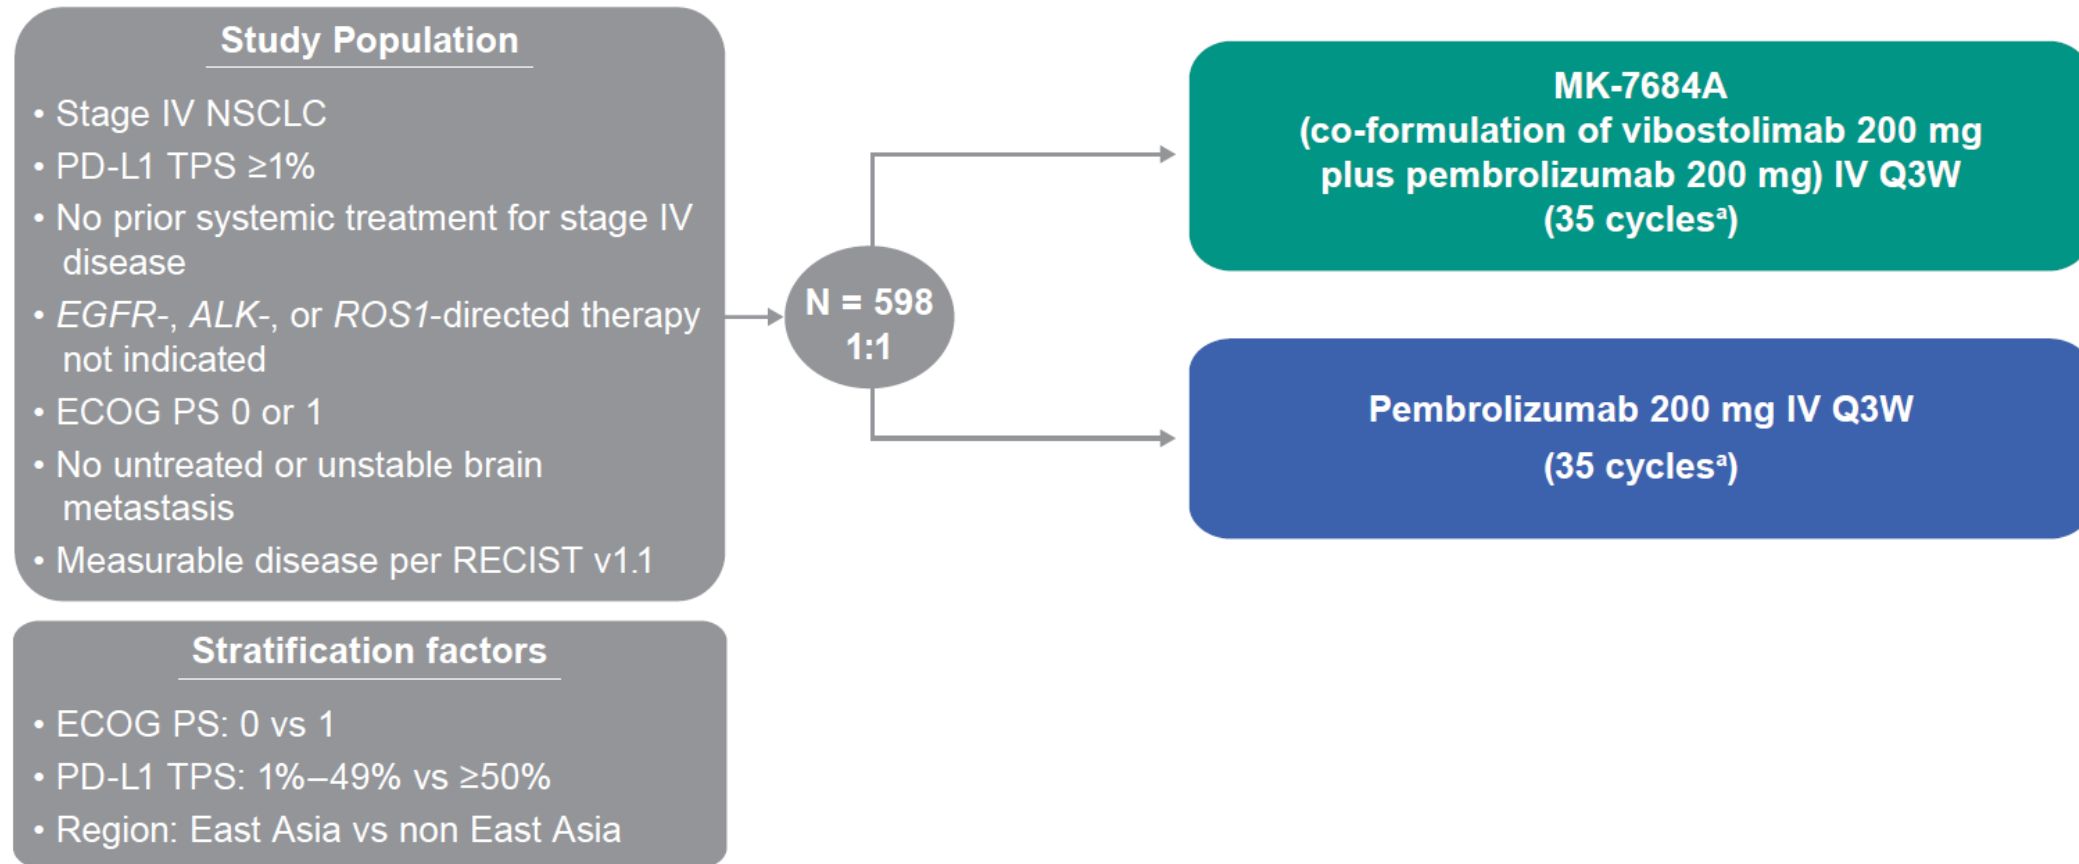 Study Population
• Stage IV NSCLC
• PD-L1 TPS ≥1%
• No prior systemic treatment for stage IV
disease
• EGFR-, ALK-, or ROS1-directed therapy
not indicated
• ECOG PS 0 or 1
• No untreated or unstable brain
metastasis
• Measurable disease per RECIST v1.1
Stratification factors
• ECOG PS: 0 vs 1
• PD-L1 TPS: 1%–49% vs ≥50%
• Region: East Asia vs non East Asia
N = 598
1:1
MK-7684A
(co-formulation of vibostolimab 200 mg
plus pembrolizumab 200 mg) IV Q3W
(35 cyclesᵃ)
Pembrolizumab 200 mg IV Q3W
(35 cyclesᵃ)